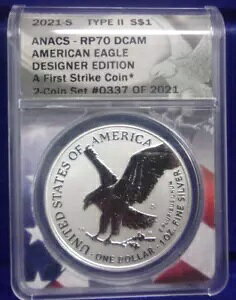 2021-S TYPE II S$1
ANACS - RP70 DCAM
AMERICAN EAGLE
DESIGNER EDITION
A First Strike Coin*
2-Coin Set #0337 OF 2021
UNITED STATES OF AMERICA
E PLURIBUS UNUM
ONE DOLLAR · 1 OZ. FINE SILVER